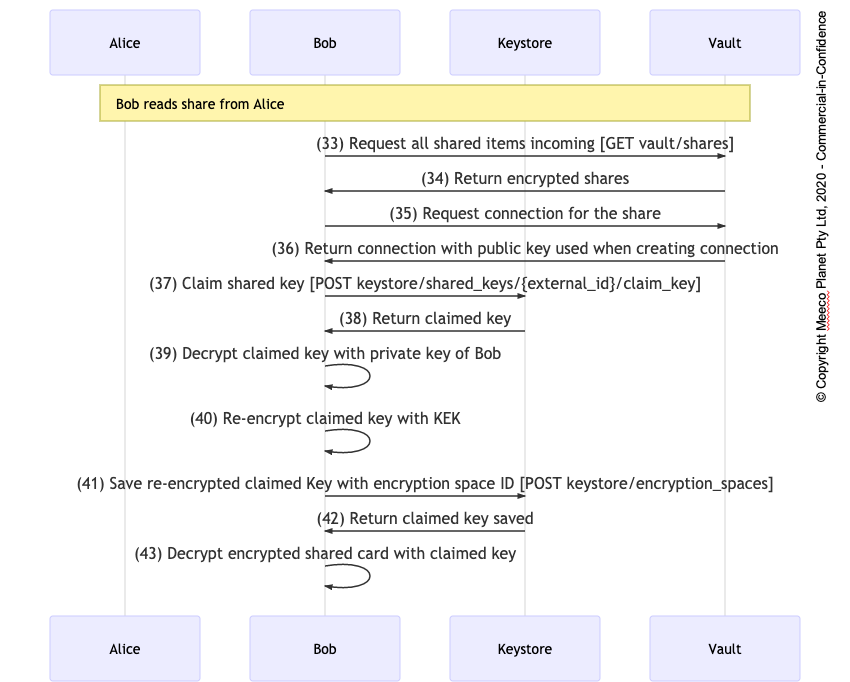 Alice
Bob
Keystore
Vault
Bob reads share from Alice
(33) Request all shared items incoming [GET vault/shares]
(34) Return encrypted shares
(35) Request connection for the share
(36) Return connection with public key used when creating connection
(37) Claim shared key [POST keystore/shared_keys/{external_id}/claim_key]
(38) Return claimed key
(39) Decrypt claimed key with private key of Bob
(40) Re-encrypt claimed key with KEK
(41) Save re-encrypted claimed Key with encryption space ID [POST keystore/encryption_spaces]
(42) Return claimed key saved
(43) Decrypt encrypted shared card with claimed key
Alice
Bob
Keystore
Vault
© Copyright Meeco Planet Pty Ltd, 2020 - Commercial-in-Confidence